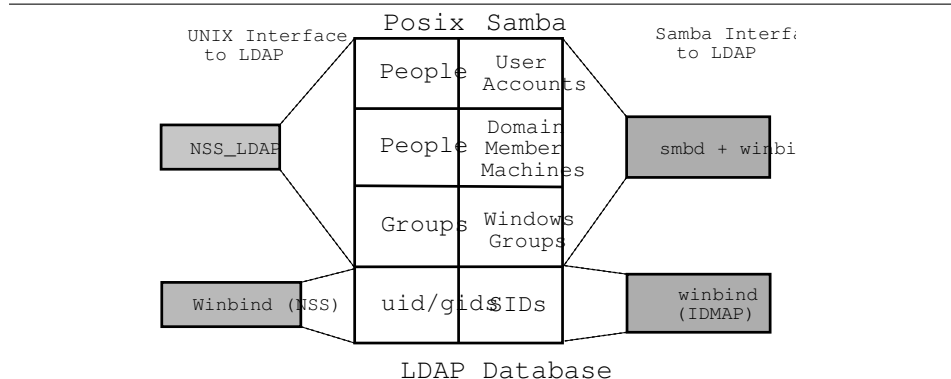 Posix Samba
UNIX Interface
to LDAP
Samba Interfa
to LDAP
People
User
Accounts
NSS_LDAP
People
Domain
Member
Machines
smbd + winbi
Groups
Windows
Groups
Winbind (NSS)
uid/gids
SIDs
winbind
(IDMAP)
LDAP Database